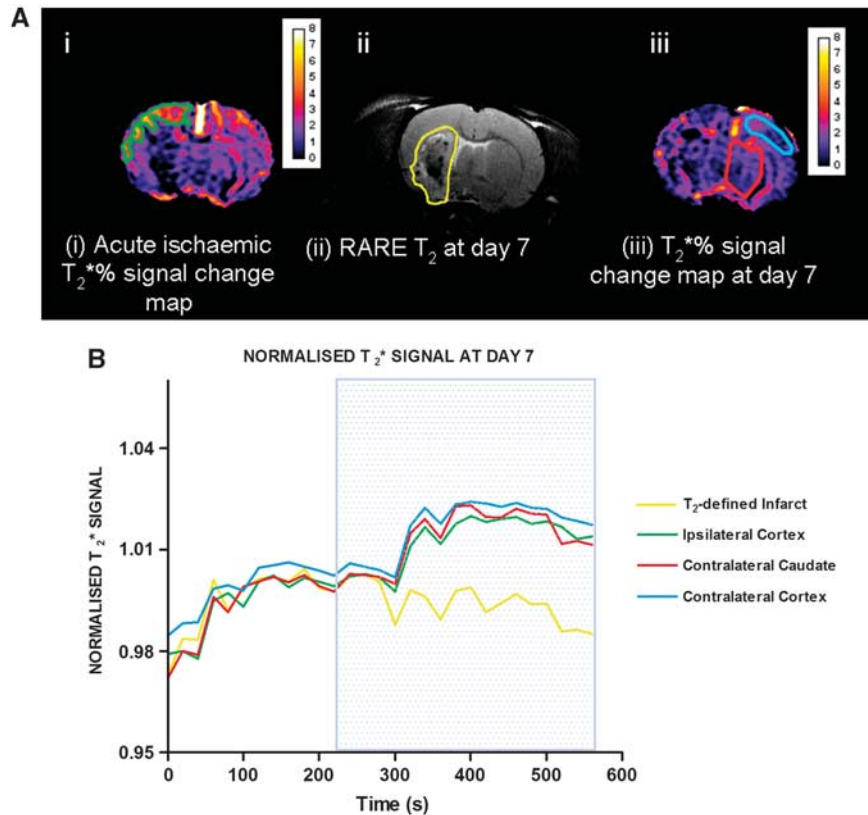 A
i
ii
iii
8
7
6
5
4
3
2
1
0
8
7
6
5
4
3
2
1
0
(i) Acute ischaemic
T₂*% signal change
map
(ii) RARE T₂ at day 7
(iii) T₂*% signal
change map at day 7
B
NORMALISED T₂* SIGNAL AT DAY 7
NORMALISED T₂* SIGNAL
1.04
1.01
0.98
0.95
0
100
200
300
400
500
600
Time (s)
T₂-defined Infarct
Ipsilateral Cortex
Contralateral Caudate
Contralateral Cortex